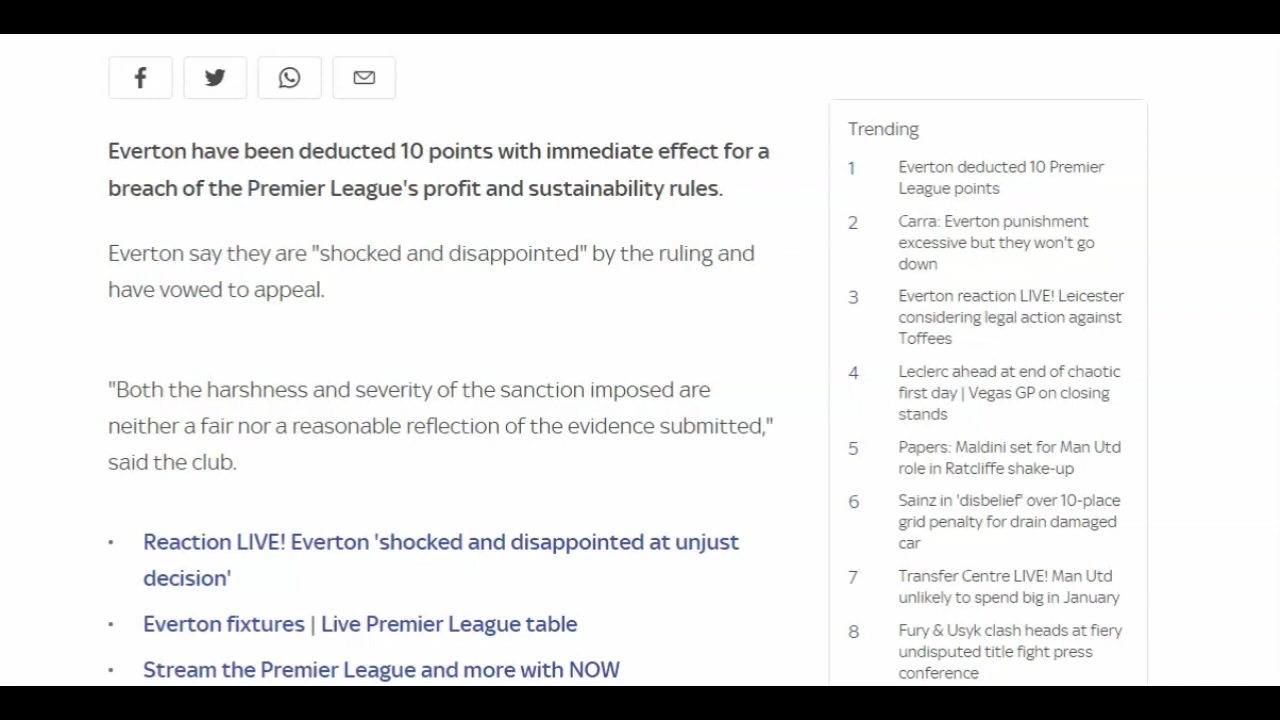 Everton have been deducted 10 points with immediate effect for a
breach of the Premier League's profit and sustainability rules.
Everton say they are "shocked and disappointed" by the ruling and
have vowed to appeal.
"Both the harshness and severity of the sanction imposed are
neither a fair nor a reasonable reflection of the evidence submitted,"
said the club.
• Reaction LIVE! Everton 'shocked and disappointed at unjust
decision'
• Everton fixtures | Live Premier League table
• Stream the Premier League and more with NOW
Trending
1 Everton deducted 10 Premier
League points
2 Carra: Everton punishment
excessive but they won't go
down
3 Everton reaction LIVE! Leicester
considering legal action against
Toffees
4 Leclerc ahead at end of chaotic
first day | Vegas GP on closing
stands
5 Papers: Maldini set for Man Utd
role in Ratcliffe shake-up
6 Sainz in 'disbelief' over 10-place
grid penalty for drain damaged
car
7 Transfer Centre LIVE! Man Utd
unlikely to spend big in January
8 Fury & Usyk clash heads at fiery
undisputed title fight press
conference